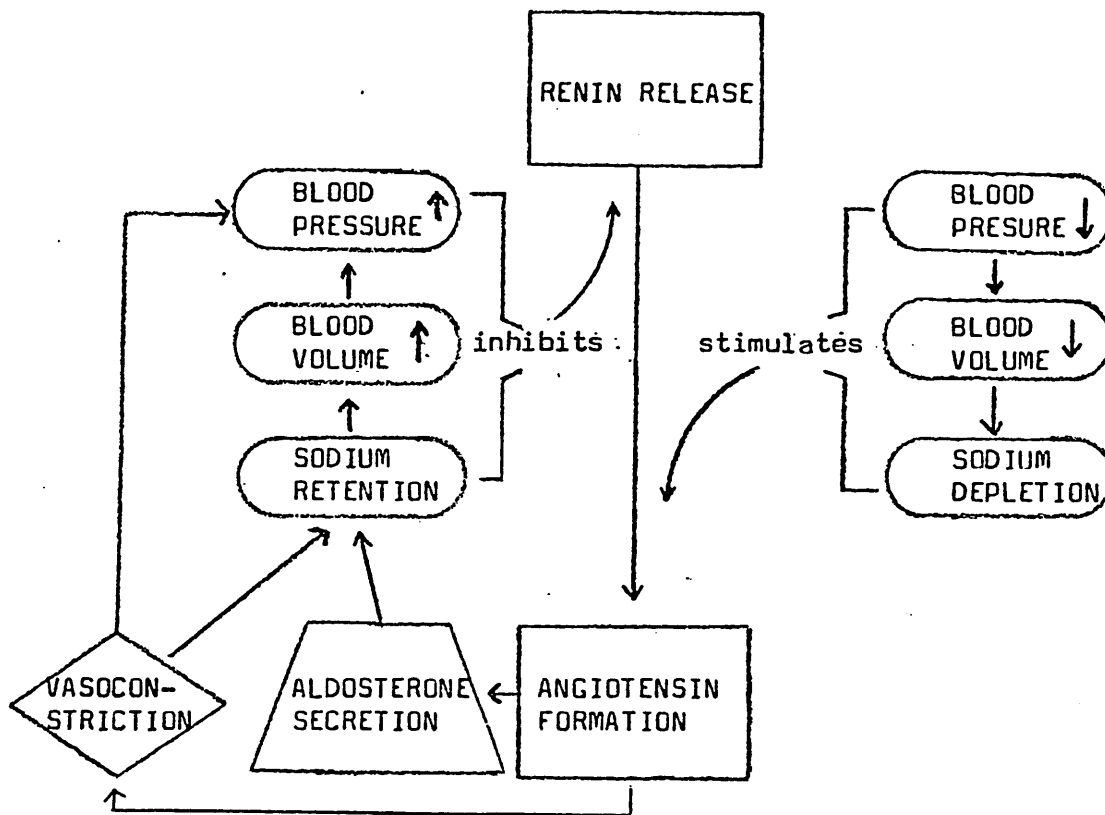 RENIN RELEASE
BLOOD
PRESSURE ↑
BLOOD
VOLUME ↑
SODIUM
RETENTION
inhibits
stimulates
BLOOD
PRESURE ↓
BLOOD
VOLUME ↓
SODIUM
DEPLETION
VASOCON-
STRICTION
ALDOSTERONE
SECRETION
ANGIOTENSIN
FORMATION